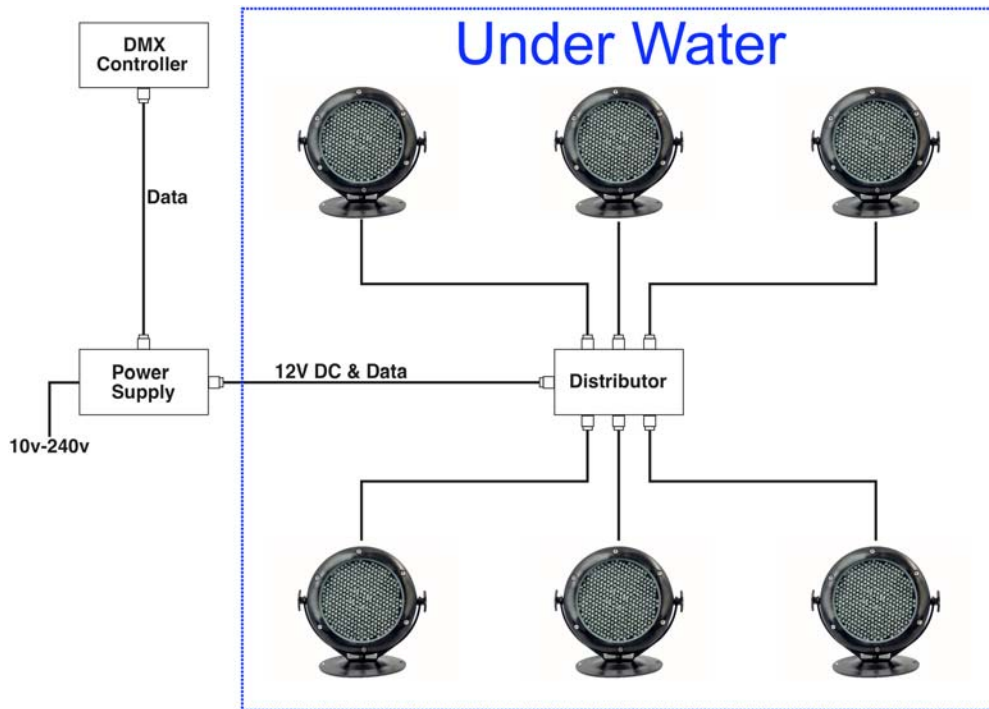 DMX
Controller
Under Water
Data
Power
Supply
12V DC & Data
Distributor
10v-240v